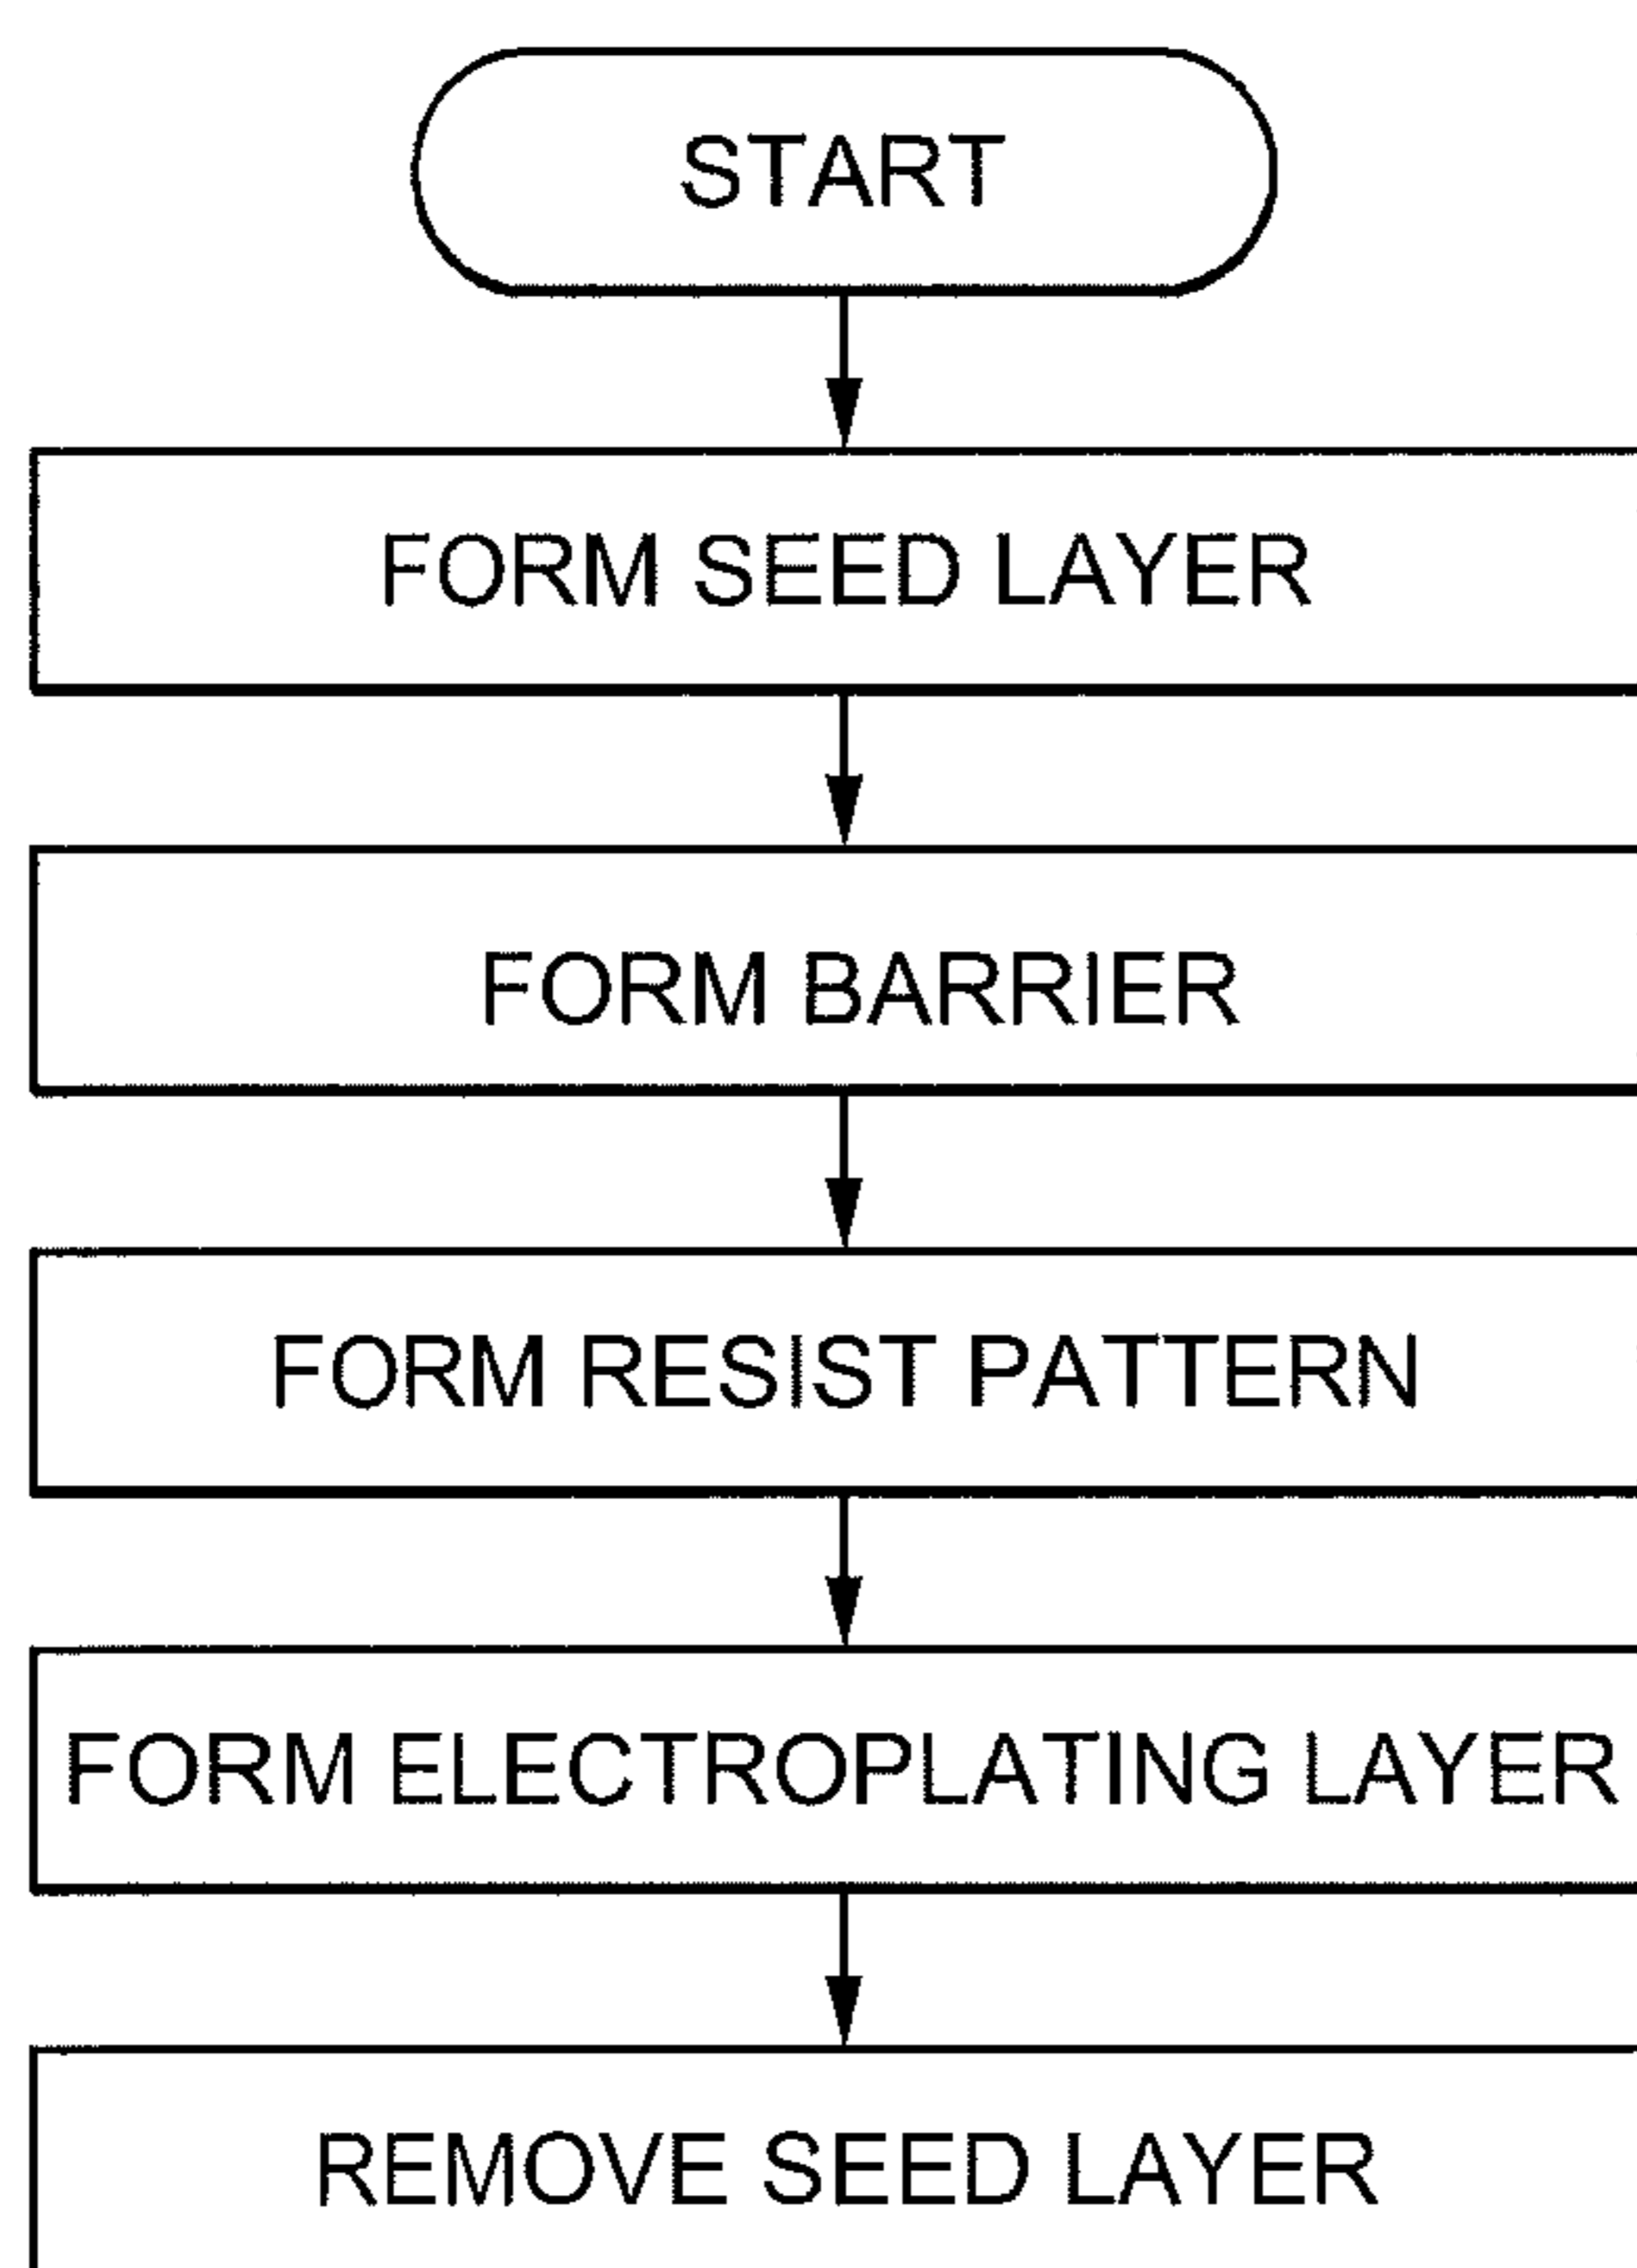 START
FORM SEED LAYER
FORM BARRIER
FORM RESIST PATTERN
FORM ELECTROPLATING LAYER
REMOVE SEED LAYER